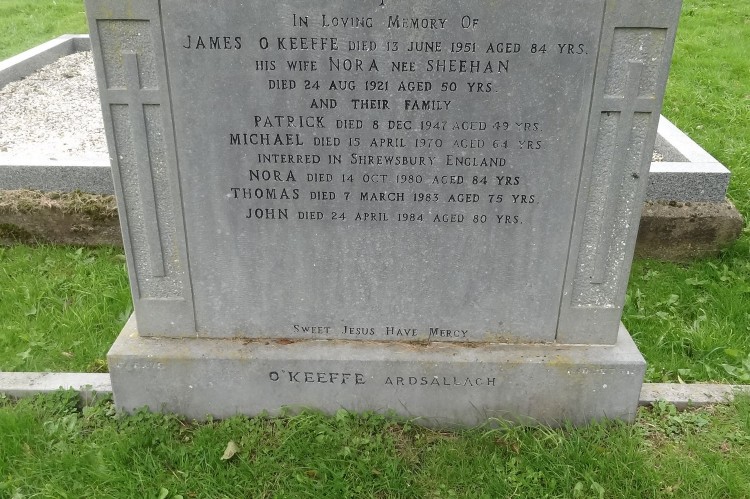 In Loving Memory Of
JAMES O'KEEFFE DIED 13 JUNE 1951 AGED 84 YRS.
HIS WIFE NORA NEE SHEEHAN
DIED 24 AUG 1921 AGED 50 YRS.
AND THEIR FAMILY
PATRICK DIED 8 DEC 1947 AGED 49 YRS
MICHAEL DIED 15 APRIL 1970 AGED 64 YRS
INTERRED IN SHREWSBURY ENGLAND
NORA DIED 14 OCT 1980 AGED 84 YRS
THOMAS DIED 7 MARCH 1983 AGED 75 YRS.
JOHN DIED 24 APRIL 1984 AGED 80 YRS.
Sweet Jesus Have Mercy
O'KEEFFE ARDSALLAGH